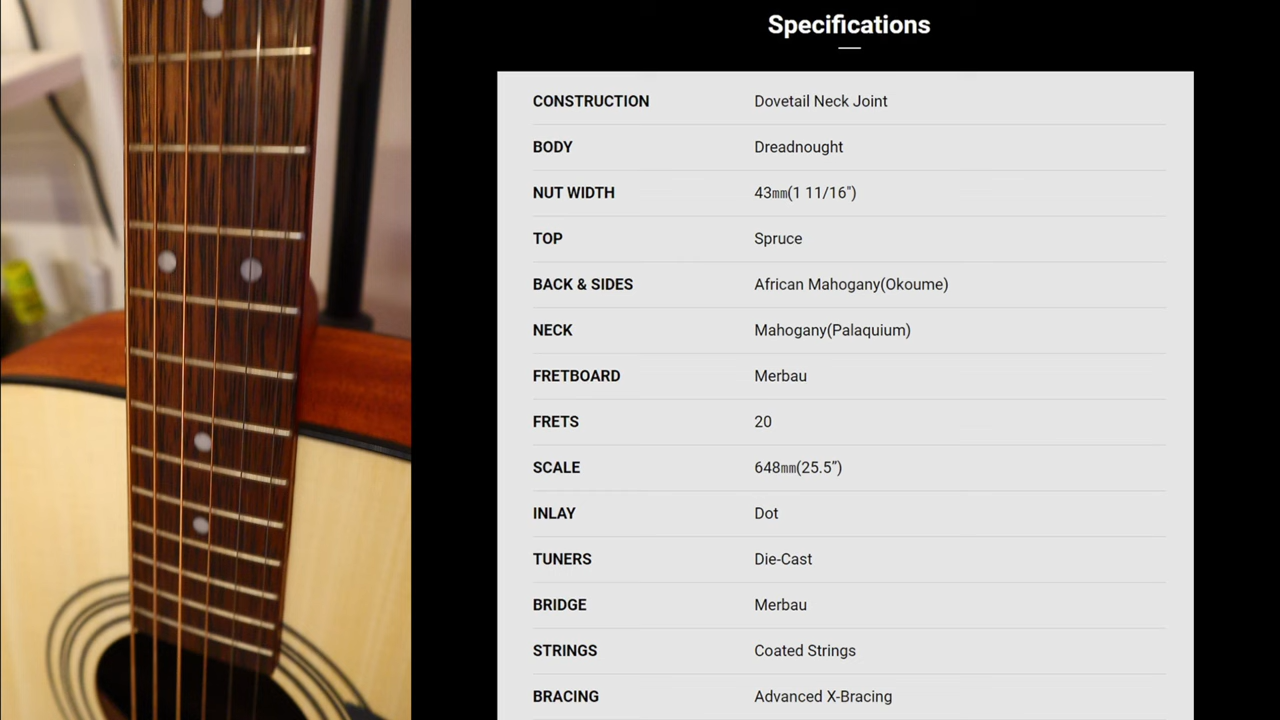 Specifications
CONSTRUCTION Dovetail Neck Joint
BODY Dreadnought
NUT WIDTH 43㎜(1 11/16")
TOP Spruce
BACK & SIDES African Mahogany(Okoume)
NECK Mahogany(Palaquium)
FRETBOARD Merbau
FRETS 20
SCALE 648㎜(25.5”)
INLAY Dot
TUNERS Die-Cast
BRIDGE Merbau
STRINGS Coated Strings
BRACING Advanced X-Bracing